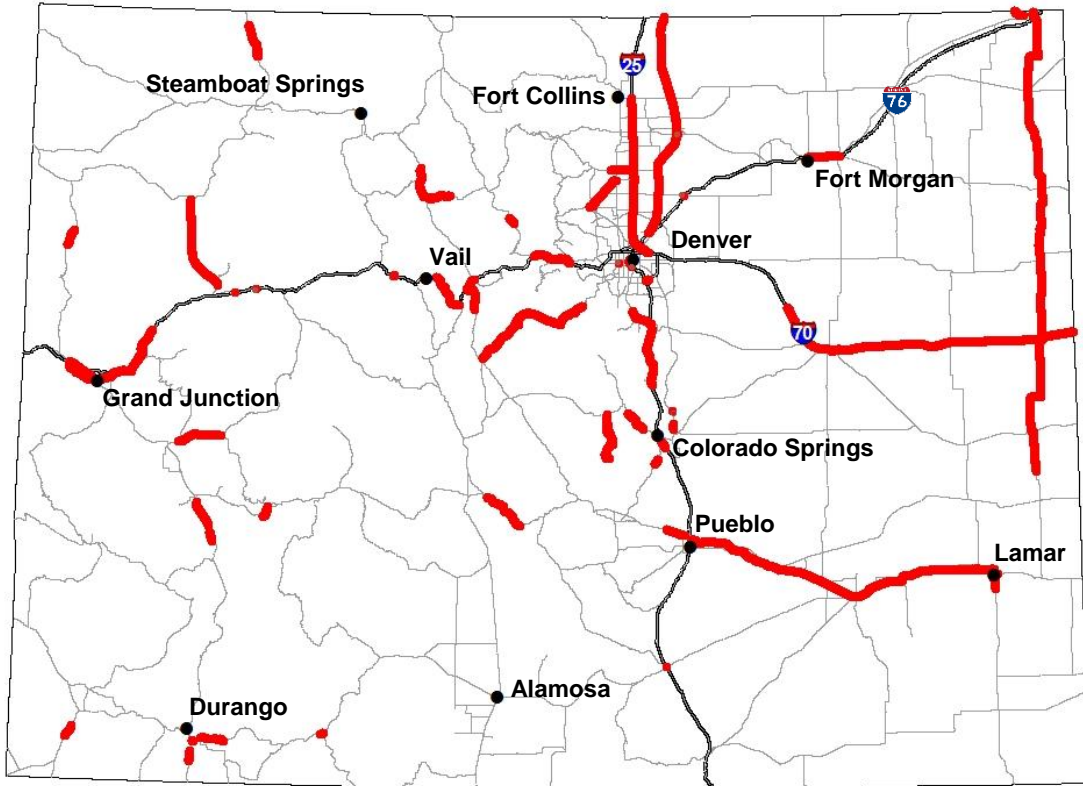 25
Steamboat Springs
Fort Collins
76
Fort Morgan
Denver
Vail
70
Grand Junction
Colorado Springs
Pueblo
Lamar
Alamosa
Durango